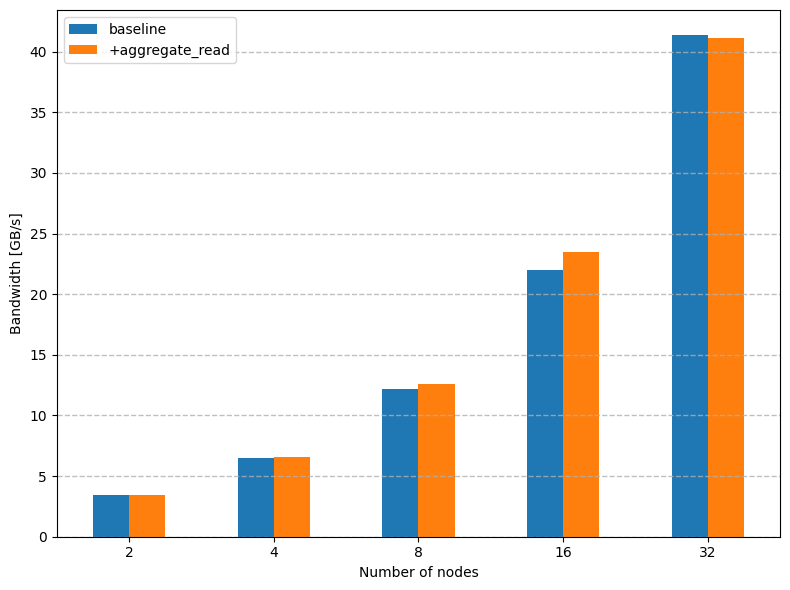 baseline
+aggregate_read
40
35
30
25
20
15
10
5
0
Bandwidth [GB/s]
2 4 8 16 32
Number of nodes